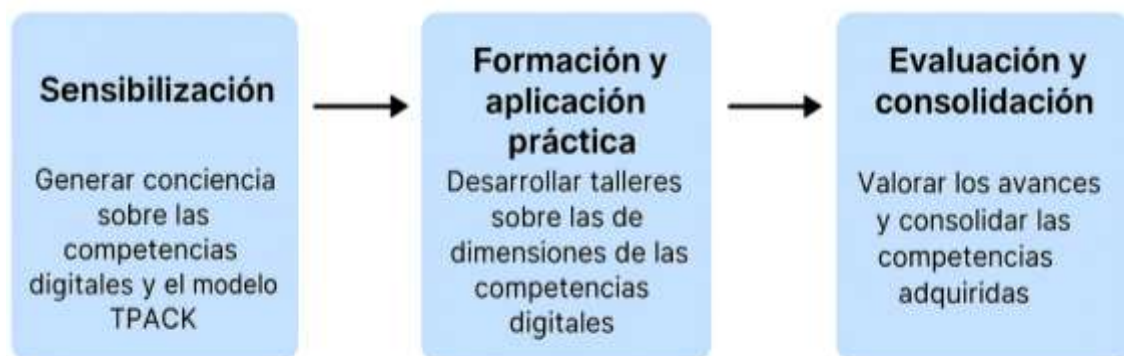 Sensibilización
Generar conciencia
sobre las
competencias
digitales y el modelo
TPACK
Formación y
aplicación
práctica
Desarrollar talleres
sobre las de
dimensiones de las
competencias
digitales
Evaluación y
consolidación
Valorar los avances
y consolidar las
competencias
adquiridas